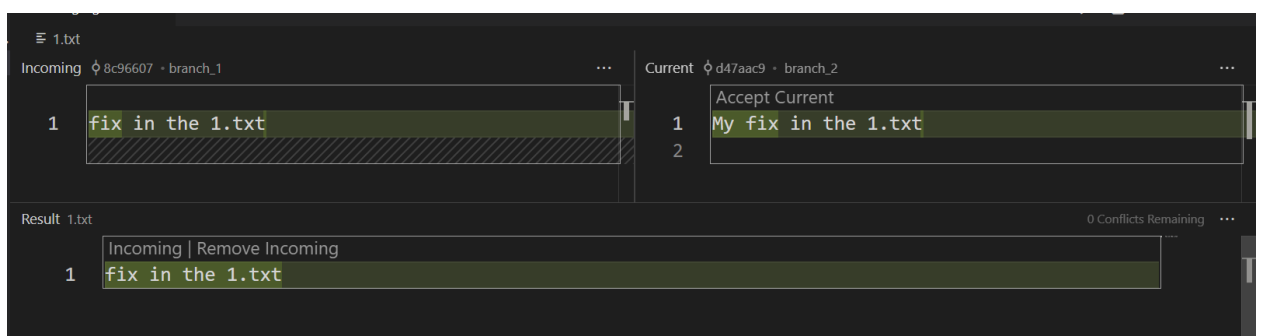 1.txt
Incoming 8c96607 • branch_1 ...
1 fix in the 1.txt
Current d47aac9 • branch_2 ...
Accept Current
1 My fix in the 1.txt
2
Result 1.txt 0 Conflicts Remaining ...
Incoming | Remove Incoming
1 fix in the 1.txt